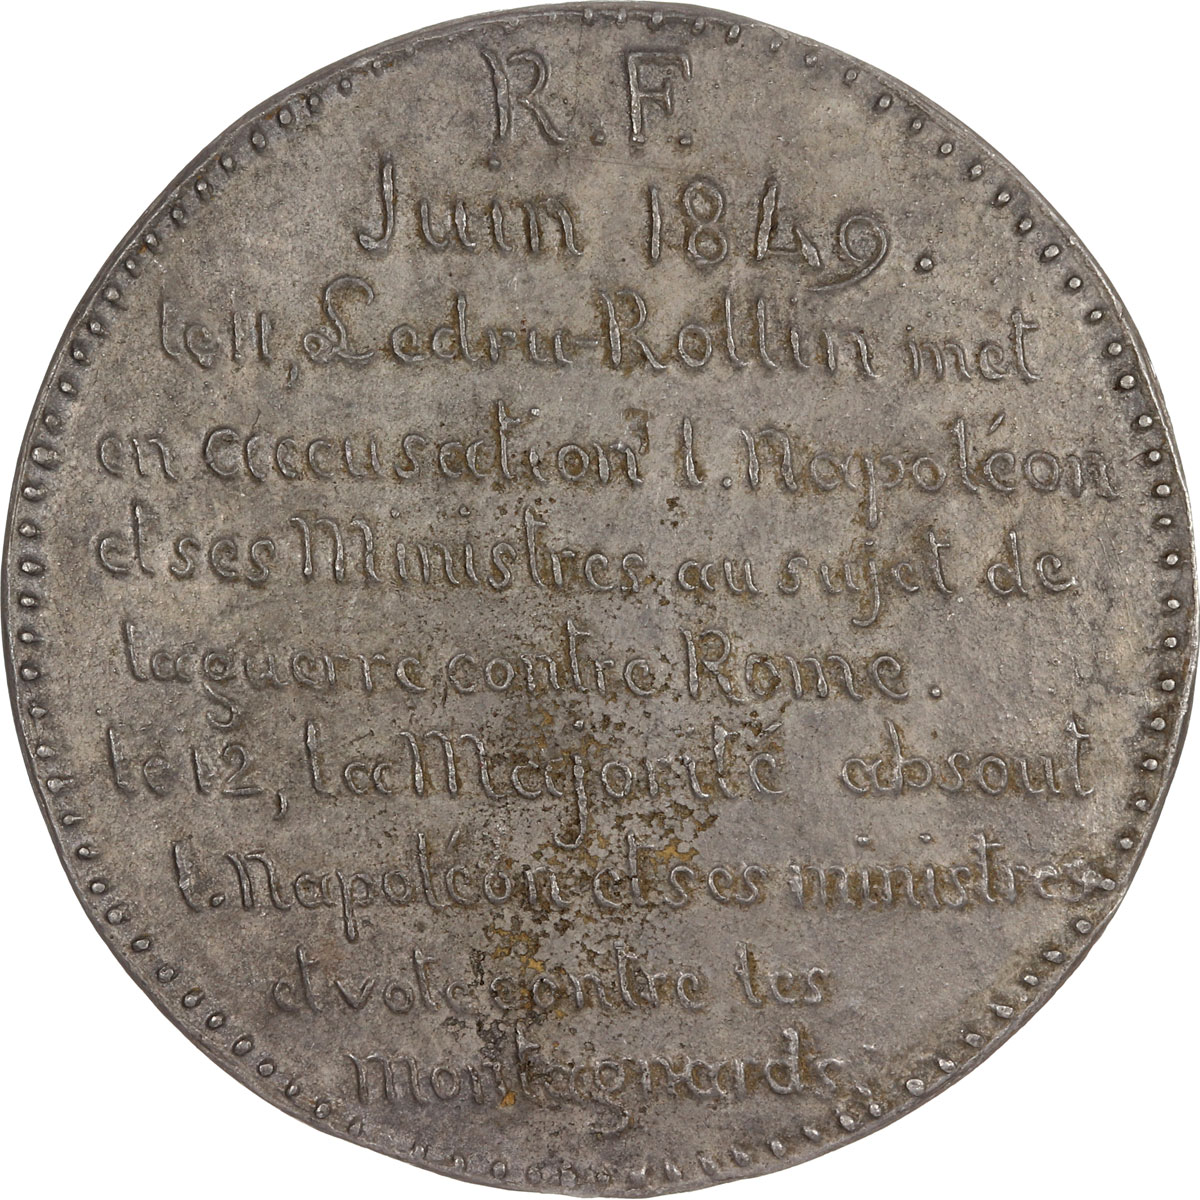 R.F.
Juin 1849.
le 11, Ledru-Rollin met
en accusation l. Napoléon
et ses Ministres au sujet de
la guerre contre Rome.
le 12, la Majorité absout
l. Napoléon et ses ministres
et vote contre les
montagnards.